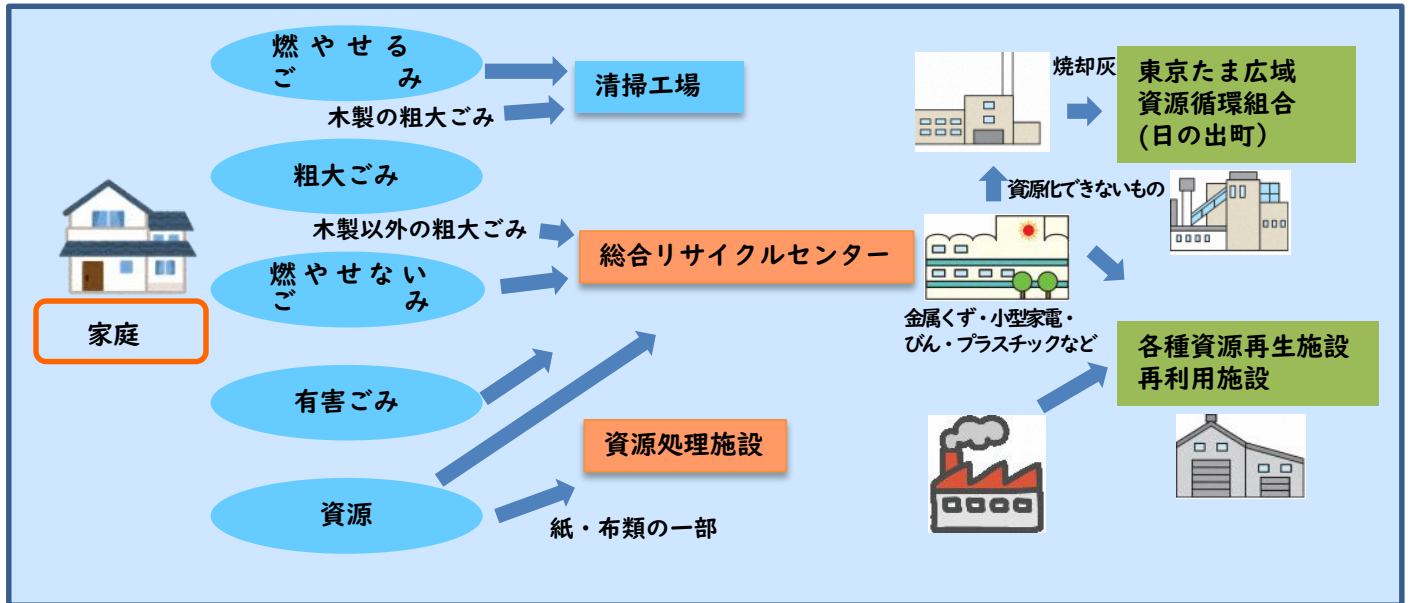 燃やせる
ごみ
木製の粗大ごみ
清掃工場
粗大ごみ
木製以外の粗大ごみ
燃やせない
ごみ
総合リサイクルセンター
家庭
有害ごみ
資源
資源処理施設
紙・布類の一部
焼却灰
東京たま広域
資源循環組合
(日の出町）
資源化できないもの
金属くず・小型家電・
びん・プラスチックなど
各種資源再生施設
再利用施設